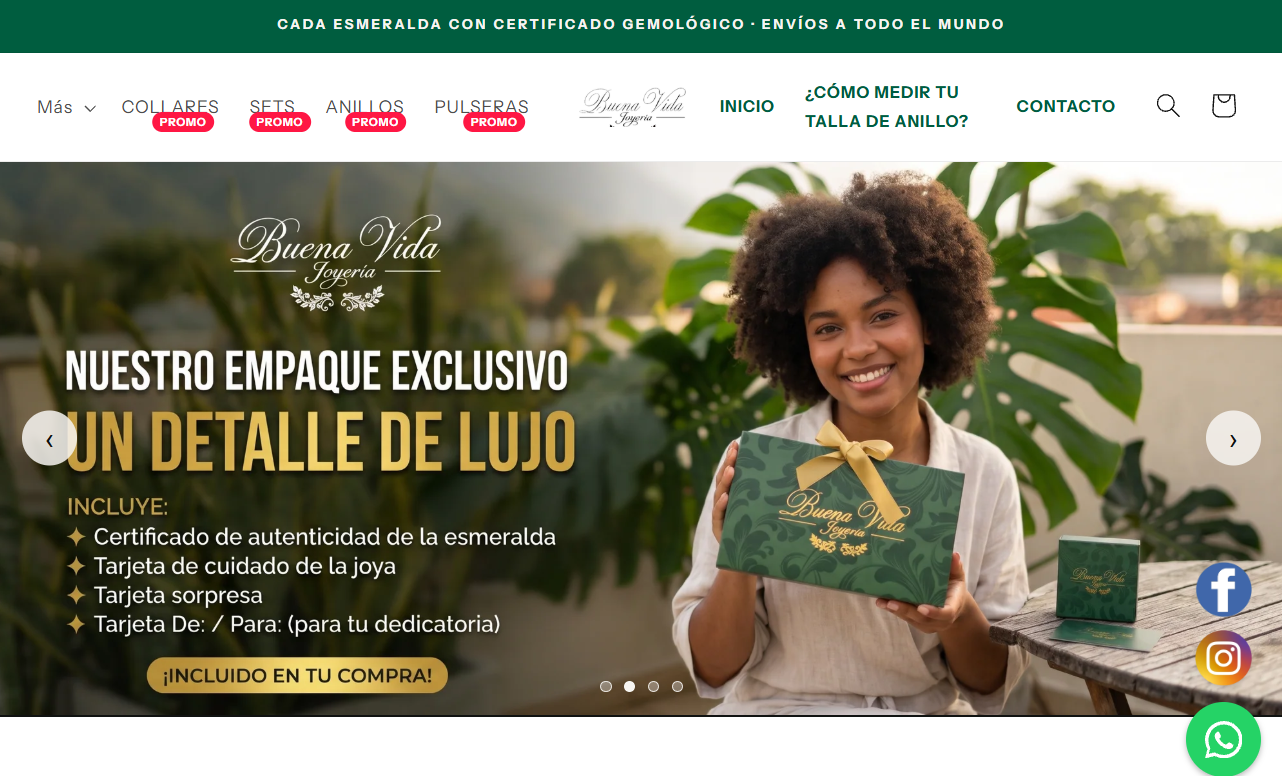 CADA ESMERALDA CON CERTIFICADO GEMOLÓGICO · ENVÍOS A TODO EL MUNDO
Más COLLARES SETS ANILLOS PULSERAS
PROMO PROMO PROMO PROMO
Buena Vida
Joyería
INICIO
¿CÓMO MEDIR TU
TALLA DE ANILLO?
CONTACTO
Buena Vida
Joyería
NUESTRO EMPAQUE EXCLUSIVO
UN DETALLE DE LUJO
INCLUYE:
Certificado de autenticidad de la esmeralda
Tarjeta de cuidado de la joya
Tarjeta sorpresa
Tarjeta De: / Para: (para tu dedicatoria)
¡INCLUIDO EN TU COMPRA!
Buena Vida
Joyería
Buena Vida